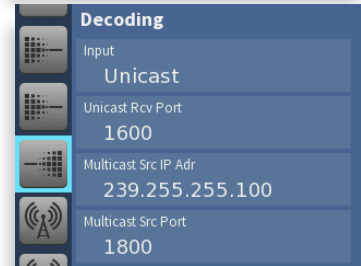 Decoding
Input
Unicast
Unicast Rcv Port
1600
Multicast Src IP Adr
239.255.255.100
Multicast Src Port
1800